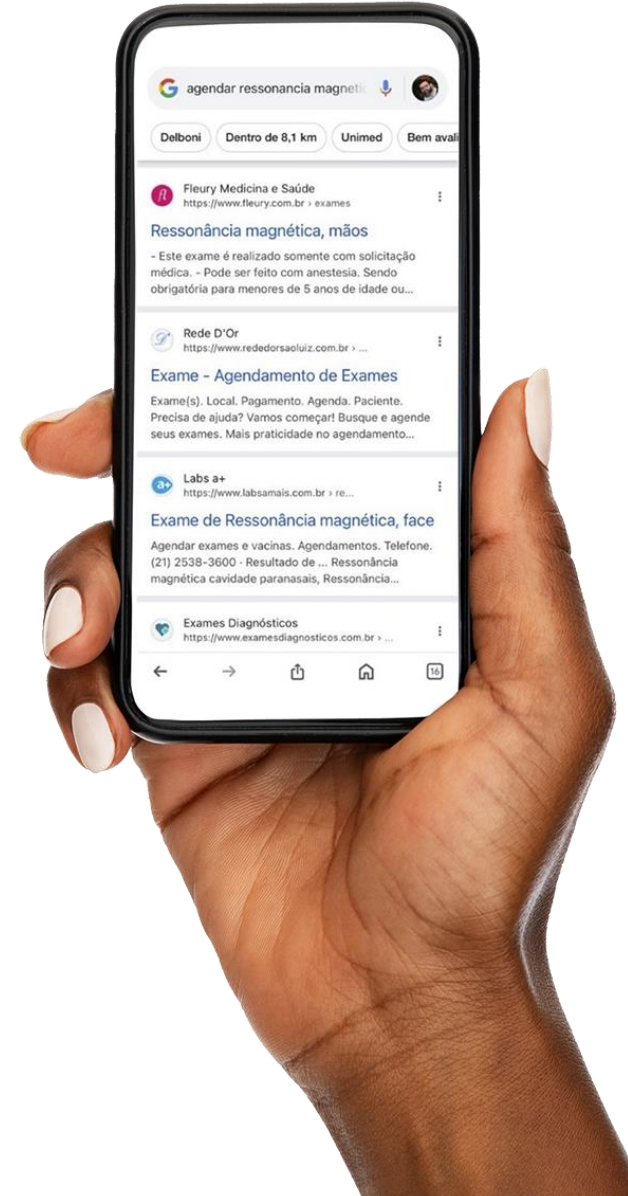 agendar ressonancia magnetic
Delboni Dentro de 8,1 km Unimed Bem avali
Fleury Medicina e Saúde
https://www.fleury.com.br › exames
Ressonância magnética, mãos
- Este exame é realizado somente com solicitação
médica. - Pode ser feito com anestesia. Sendo
obrigatória para menores de 5 anos de idade ou...
Rede D'Or
https://www.rededorsaoluiz.com.br › ...
Exame - Agendamento de Exames
Exame(s). Local. Pagamento. Agenda. Paciente.
Precisa de ajuda? Vamos começar! Busque e agende
seus exames. Mais praticidade no agendamento...
a+
Labs a+
https://www.labsamais.com.br › re...
Exame de Ressonância magnética, face
Agendar exames e vacinas. Agendamentos. Telefone.
(21) 2538-3600 · Resultado de ... Ressonância
magnética cavidade paranasais, Ressonância...
Exames Diagnósticos
https://www.examesdiagnosticos.com.br › ...
16